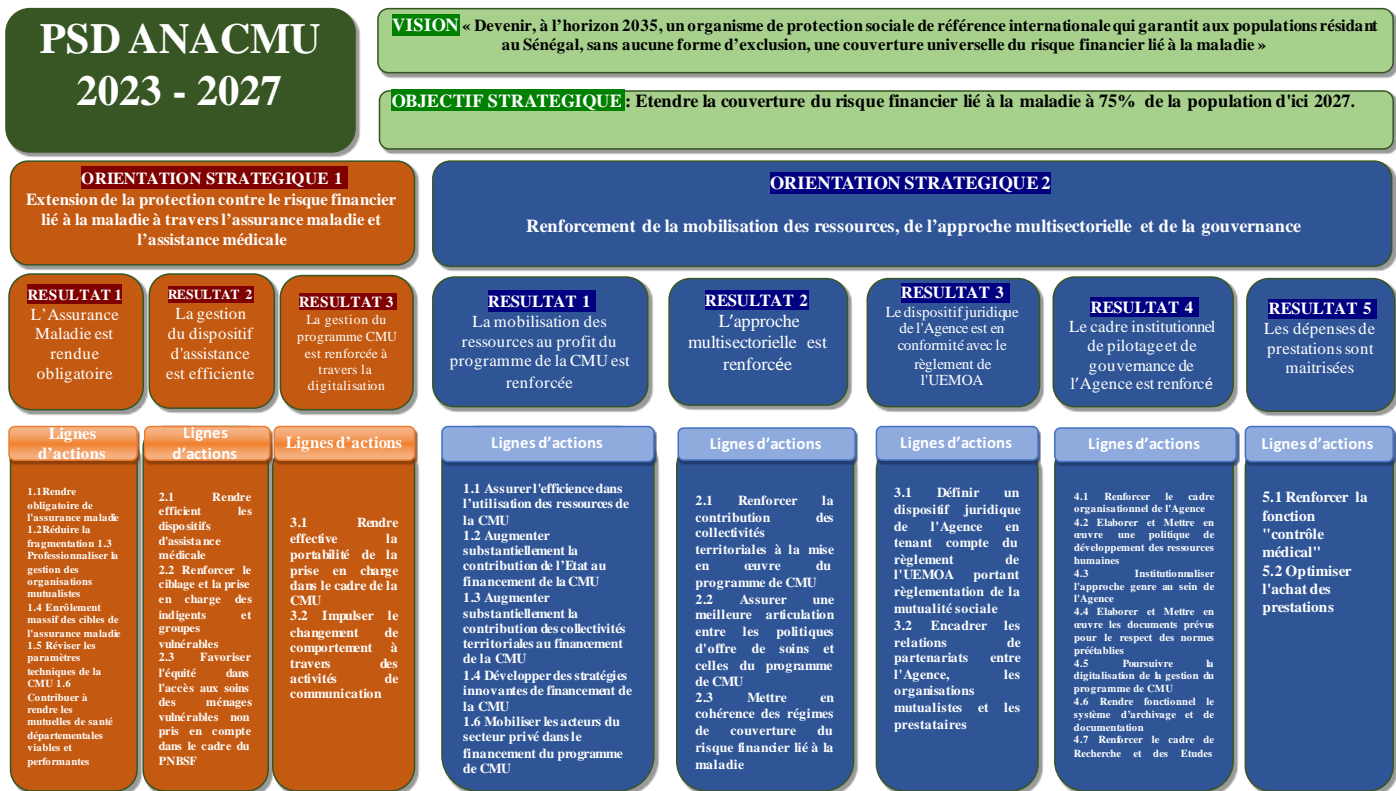 PSD ANACMU
2023 - 2027
VISION « Devenir, à l’horizon 2035, un organisme de protection sociale de référence internationale qui garantit aux populations résidant
au Sénégal, sans aucune forme d’exclusion, une couverture universelle du risque financier lié à la maladie »
OBJECTIF STRATEGIQUE : Etendre la couverture du risque financier lié à la maladie à 75% de la population d'ici 2027.
ORIENTATION STRATEGIQUE 1
Extension de la protection contre le risque financier
lié à la maladie à travers l’assurance maladie et
l’assistance médicale
ORIENTATION STRATEGIQUE 2
Renforcement de la mobilisation des ressources, de l’approche multisectorielle et de la gouvernance
RESULTAT 1
L’Assurance
Maladie est
rendue
obligatoire
RESULTAT 2
La gestion
du dispositif
d'assistance
est efficiente
RESULTAT 3
La gestion du
programme CMU
est renforcée à
travers la
digitalisation
RESULTAT 1
La mobilisation des
ressources au profit du
programme de la CMU est
renforcée
RESULTAT 2
L’approche
multisectorielle est
renforcée
RESULTAT 3
Le dispositif juridique
de l'Agence est en
conformité avec le
règlement de
l'UEMOA
RESULTAT 4
Le cadre institutionnel
de pilotage et de
gouvernance de
l’Agence est renforcé
RESULTAT 5
Les dépenses de
prestations sont
maitrisées
Lignes
d’actions
1.1Rendre
obligatoire de
l'assurance maladie
1.2Réduire la
fragmentation 1.3
Professionnaliser la
gestion des
organisations
mutualistes
1.4 Enrôlement
massif des cibles de
l'assurance maladie
1.5 Réviser les
paramètres
techniques de la
CMU 1.6
Contribuer à
rendre les
mutuelles de santé
départementales
viables et
performantes
Lignes
d’actions
2.1 Rendre
efficient les
dispositifs
d'assistance
médicale
2.2 Renforcer le
ciblage et la prise
en charge des
indigents et
groupes
vulnérables
2.3 Favoriser
l'équité dans
l'accès aux soins
des ménages
vulnérables non
pris en compte
dans le cadre du
PNBSF
Lignes d’actions
3.1 Rendre
effective la
portabilité de la
prise en charge
dans le cadre de la
CMU
3.2 Impulser le
changement de
comportement à
travers des
activités de
communication
Lignes d’actions
1.1 Assurer l'efficience dans
l’utilisation des ressources de
la CMU
1.2 Augmenter
substantiellement la
contribution de l’Etat au
financement de la CMU
1.3 Augmenter
substantiellement la
contribution des collectivités
territoriales au financement
de la CMU
1.4 Développer des stratégies
innovantes de financement de
la CMU
1.6 Mobiliser les acteurs du
secteur privé dans le
financement du programme
de CMU
Lignes d’actions
2.1 Renforcer la
contribution des
collectivités
territoriales à la mise
en œuvre du
programme de CMU
2.2 Assurer une
meilleure articulation
entre les politiques
d'offre de soins et
celles du programme
de CMU
2.3 Mettre en
cohérence des régimes
de couverture du
risque financier lié à la
maladie
Lignes d’actions
3.1 Définir un
dispositif juridique
de l'Agence en
tenant compte du
règlement de
l'UEMOA portant
règlementation de la
mutualité sociale
3.2 Encadrer les
relations de
partenariats entre
l'Agence, les
organisations
mutualistes et les
prestataires
Lignes d’actions
4.1 Renforcer le cadre
organisationnel de l'Agence
4.2 Elaborer et Mettre en
œuvre une politique de
développement des ressources
humaines
4.3 Institutionnaliser
l'approche genre au sein de
l'Agence
4.4 Elaborer et Mettre en
œuvre les documents prévus
pour le respect des normes
préétablies
4.5 Poursuivre la
digitalisation de la gestion du
programme de CMU
4.6 Rendre fonctionnel le
système d’archivage et de
documentation
4.7 Renforcer le cadre de
Recherche et des Etudes
Lignes d’actions
5.1 Renforcer la
fonction
"contrôle
médical"
5.2 Optimiser
l'achat des
prestations